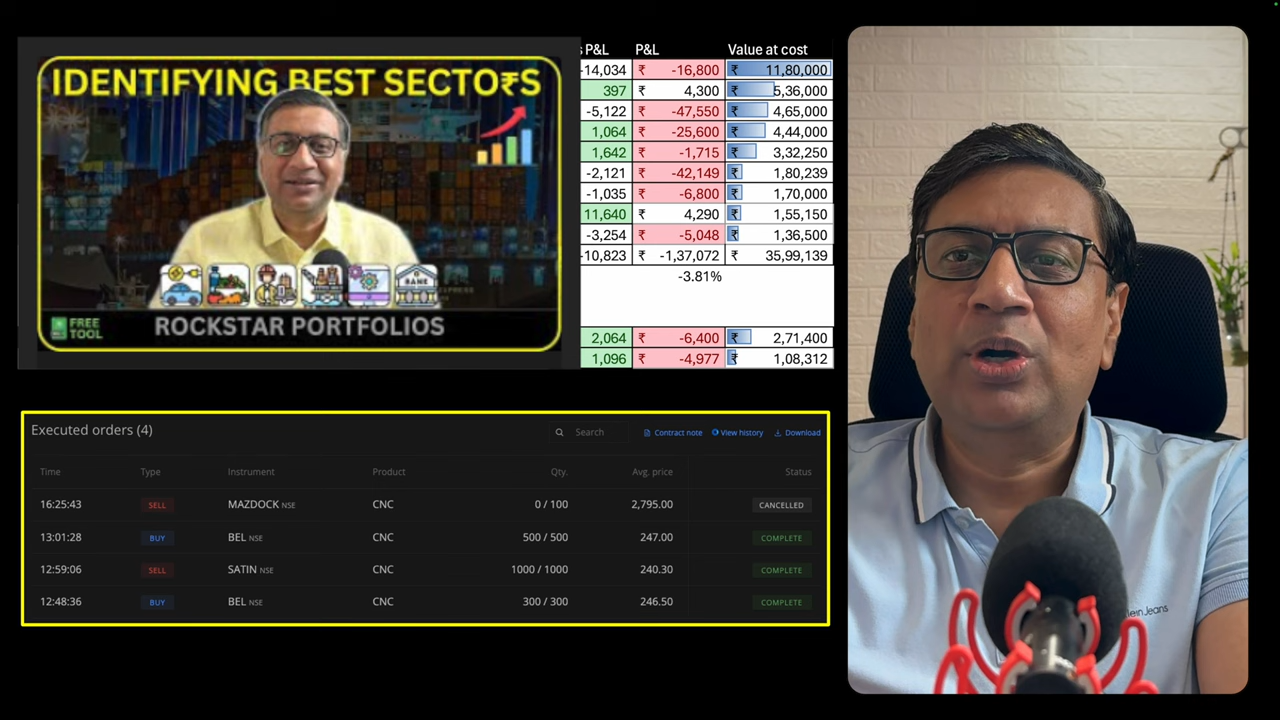 IDENTIFYING BEST SECTO₹S
FREE
TOOL
ROCKSTAR PORTFOLIOS
P&L P&L Value at cost
-14,034 ₹ -16,800 ₹ 11,80,000
397 ₹ 4,300 ₹ 5,36,000
-5,122 ₹ -47,550 ₹ 4,65,000
1,064 ₹ -25,600 ₹ 4,44,000
1,642 ₹ -1,715 ₹ 3,32,250
-2,121 ₹ -42,149 ₹ 1,80,239
-1,035 ₹ -6,800 ₹ 1,70,000
11,640 ₹ 4,290 ₹ 1,55,150
-3,254 ₹ -5,048 ₹ 1,36,500
-10,823 ₹ -1,37,072 ₹ 35,99,139
-3.81%
2,064 ₹ -6,400 ₹ 2,71,400
1,096 ₹ -4,977 ₹ 1,08,312
BANK
Executed orders (4) Search Contract note View history Download
Time Type Instrument Product Qty. Avg. price Status
16:25:43 SELL MAZDOCK NSE CNC 0 / 100 2,795.00 CANCELLED
13:01:28 BUY BEL NSE CNC 500 / 500 247.00 COMPLETE
12:59:06 SELL SATIN NSE CNC 1000 / 1000 240.30 COMPLETE
12:48:36 BUY BEL NSE CNC 300 / 300 246.50 COMPLETE
Jeans